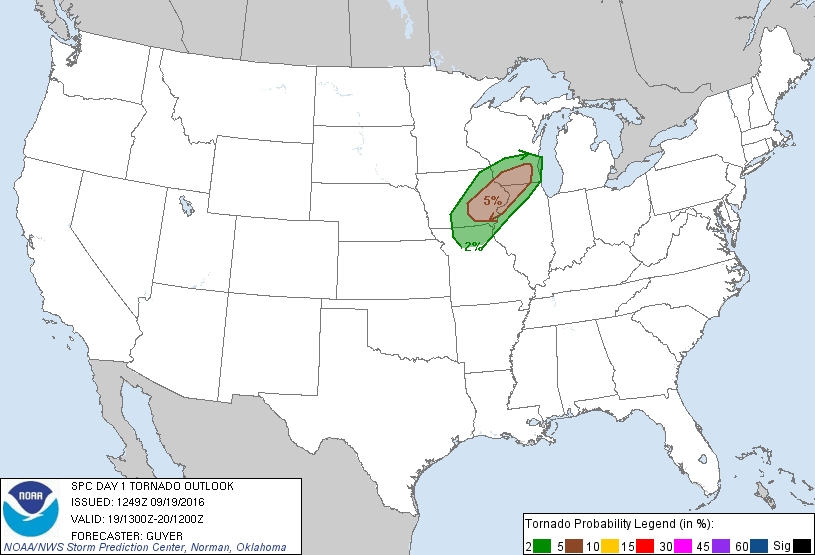 5%
2%
SPC DAY 1 TORNADO OUTLOOK
ISSUED: 1249Z 09/19/2016
VALID: 19/1300Z-20/1200Z
FORECASTER: GUYER
NOAA
NOAA/NWS Storm Prediction Center, Norman, Oklahoma
Tornado Probability Legend (in %):
2 5 10 15 30 45 60 Sig